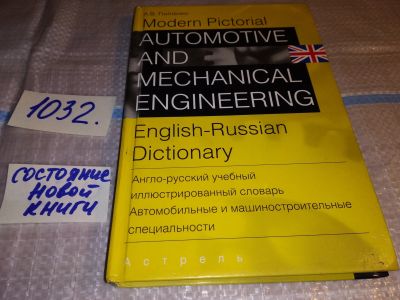 1032.
состояние
новой
книги
А.В. Панкин
Modern Pictorial
AUTOMOTIVE
AND
MECHANICAL
ENGINEERING
English-Russian
Dictionary
Англо-русский учебный
иллюстрированный словарь
Автомобильные и машиностроительные
специальности
Астрель